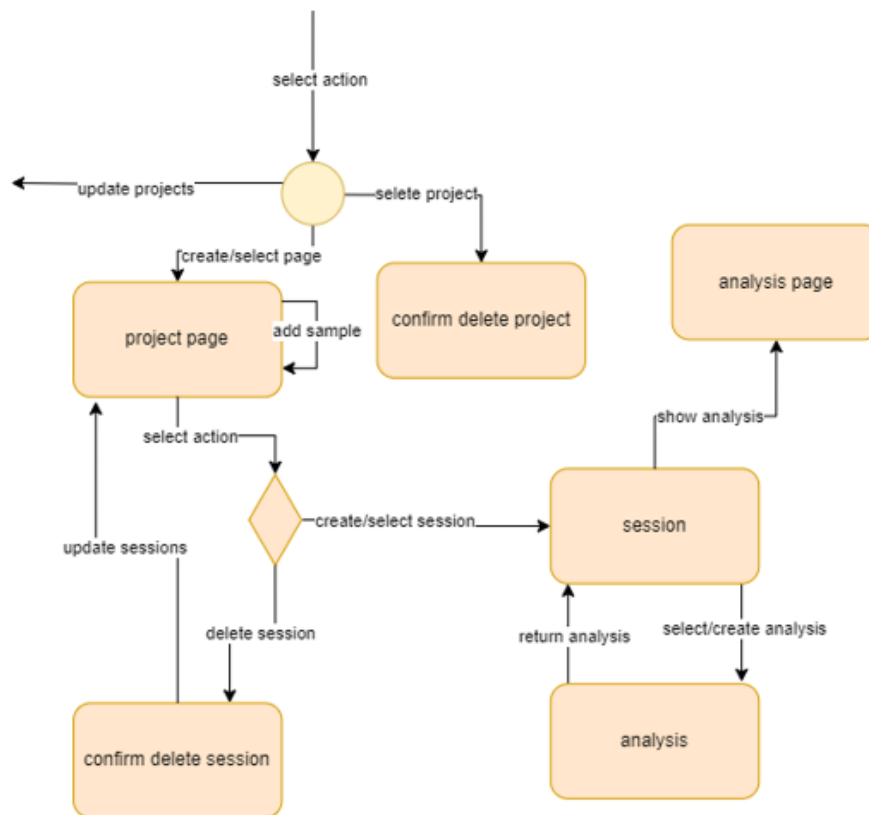 select action
update projects
selete project
create/select page
analysis page
confirm delete project
project page
add sample
show analysis
select action
create/select session
session
update sessions
delete session
return analysis
select/create analysis
confirm delete session
analysis